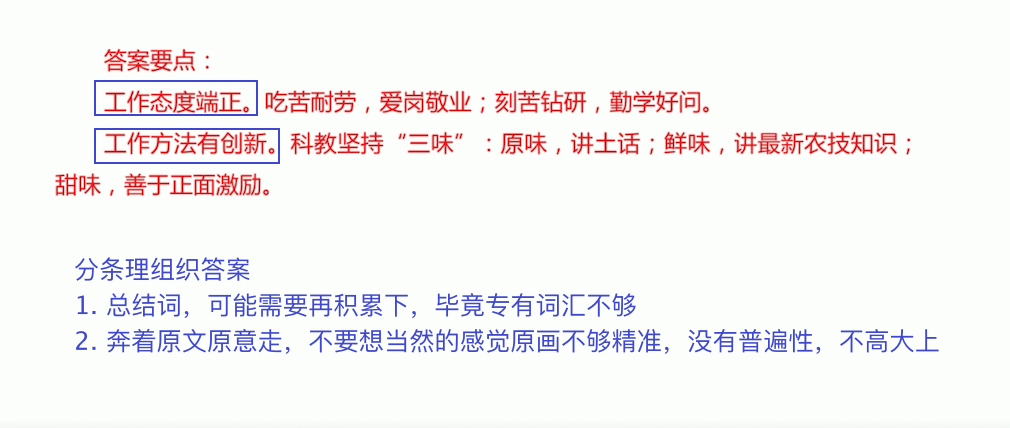 答案要点：
工作态度端正。吃苦耐劳，爱岗敬业；刻苦钻研，勤学好问。
工作方法有创新。科教坚持“三味”：原味，讲土话；鲜味，讲最新农技知识；
甜味，善于正面激励。
分条理组织答案
1. 总结词，可能需要再积累下，毕竟专有词汇不够
2. 奔着原文原意走，不要想当然的感觉原画不够精准，没有普遍性，不高大上